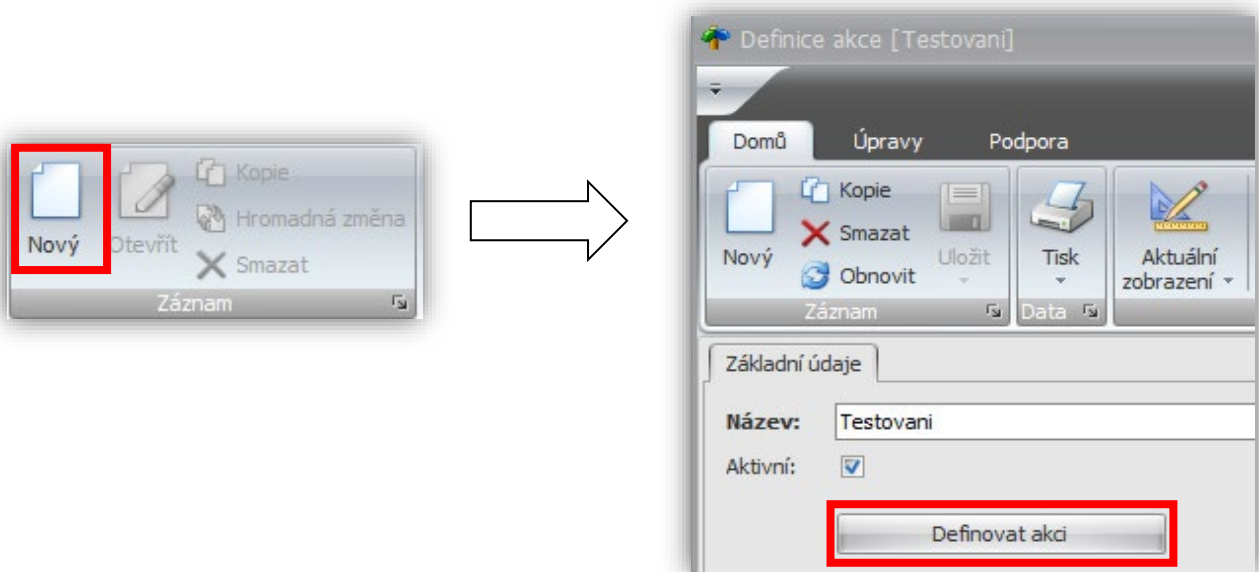 Nový
Otevřít
Kopie
Hromadná změna
Smazat
Záznam
Definice akce [Testovani]
Domů Úpravy Podpora
Nový
Kopie
Smazat
Obnovit
Uložit
Záznam
Tisk
Data
Aktuální
zobrazení
Základní údaje
Název: Testovani
Aktivní:
Definovat akci